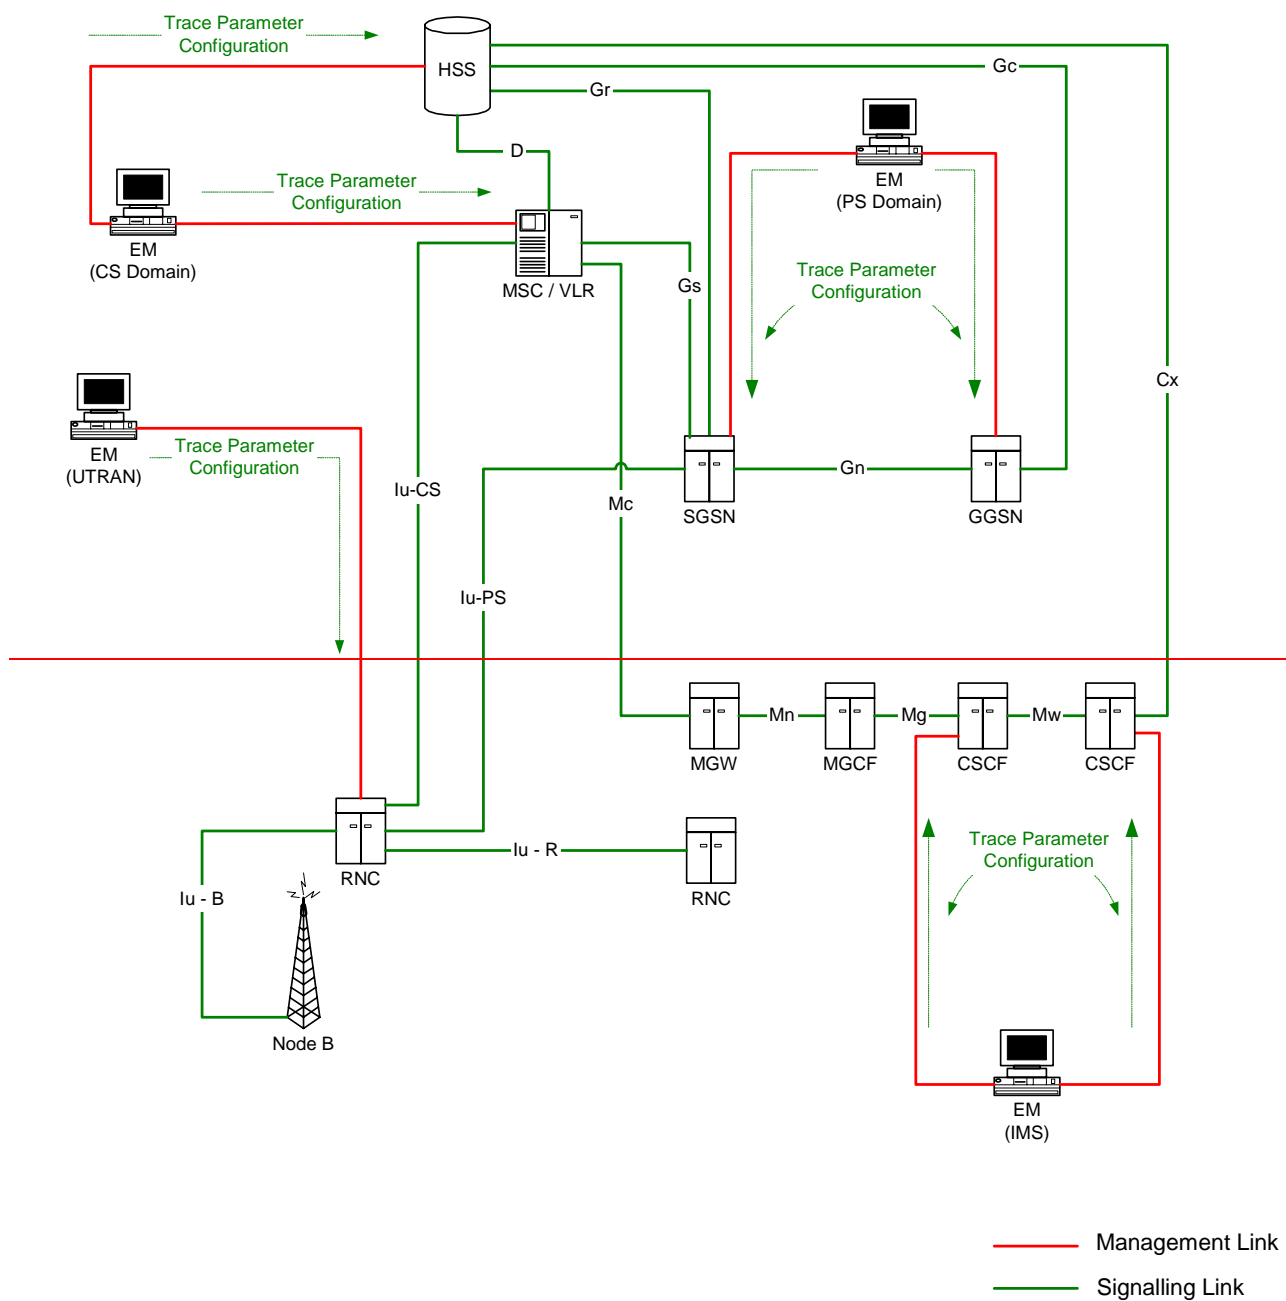 Trace Parameter
Configuration
HSS
Gc
Gr
D
Trace Parameter
Configuration
EM
(PS Domain)
EM
(CS Domain)
MSC / VLR
Gs
Trace Parameter
Configuration
Cx
EM
(UTRAN)
Trace Parameter
Configuration
Iu-CS
Mc
Gn
SGSN
GGSN
Iu-PS
Mn
Mg
Mw
MGW
MGCF
CSCF
CSCF
RNC
Iu - R
RNC
Iu - B
Trace Parameter
Configuration
Node B
EM
(IMS)
Management Link
Signalling Link